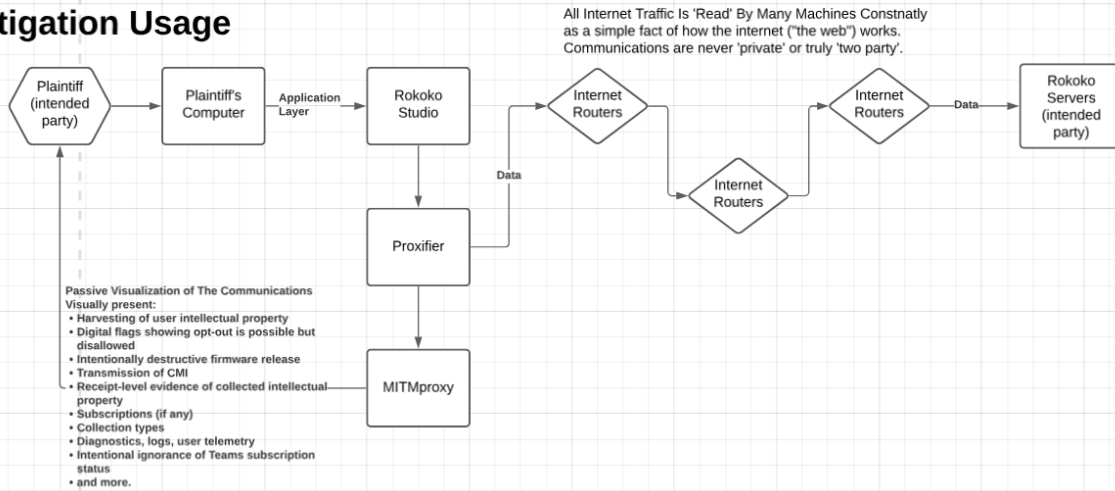 tigation Usage
All Internet Traffic Is 'Read' By Many Machines Constnatly
as a simple fact of how the internet ("the web") works.
Communications are never 'private' or truly 'two party'.
Plaintiff
(intended
party)
Plaintiff's
Computer
Application
Layer
Rokoko
Studio
Internet
Routers
Internet
Routers
Data
Rokoko
Servers
(intended
party)
Data
Internet
Routers
Proxifier
Passive Visualization of The Communications
Visually present:
• Harvesting of user intellectual property
• Digital flags showing opt-out is possible but
disallowed
• Intentionally destructive firmware release
• Transmission of CMI
• Receipt-level evidence of collected intellectual
property
• Subscriptions (if any)
• Collection types
• Diagnostics, logs, user telemetry
• Intentional ignorance of Teams subscription
status
• and more.
MITMproxy